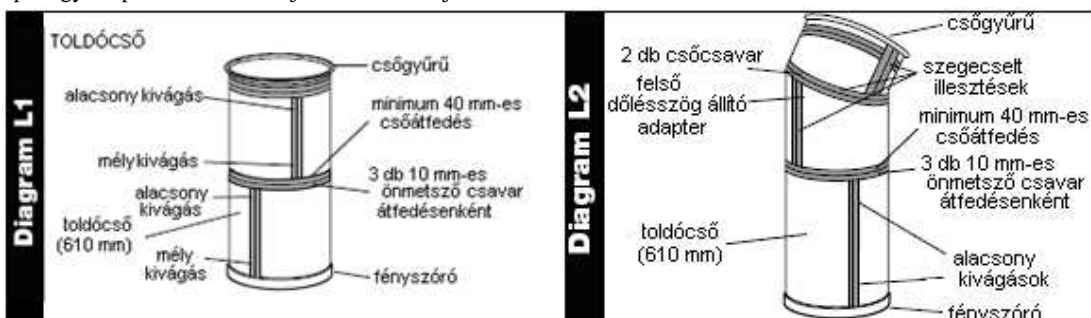 Diagram L1
TOLDÓCSŐ
csőgyűrű
alacsony kivágás
minimum 40 mm-es
csőátfedés
mély kivágás
alacsony
kivágás
3 db 10 mm-es
önmetsző csavar
átfedésenként
toldócső
(610 mm)
mély
kivágás
fényszóró
Diagram L2
csőgyűrű
2 db csőcsavar
felső
dőlésszög állító
adapter
szegecselt
illesztések
minimum 40 mm-es
csőátfedés
3 db 10 mm-es
önmetsző csavar
átfedésenként
toldócső
(610 mm)
alacsony
kivágások
fényszóró